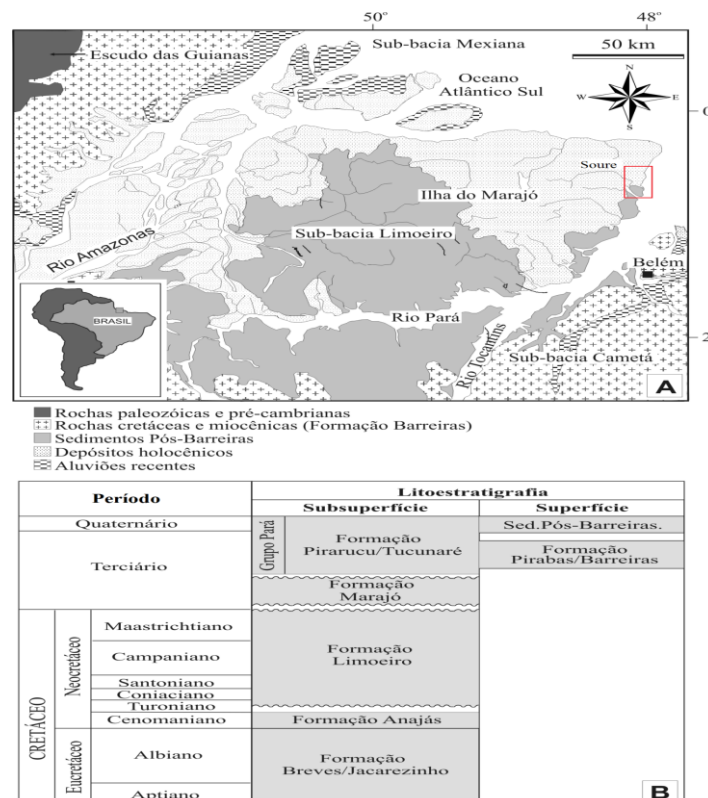 50°
48°
Sub-bacia Mexiana
50 km
Escudo das Guianas
Oceano
Atlântico Sul
N
W
E
S
0
Soure
Ilha do Marajó
Sub-bacia Limoeiro
Rio Amazonas
Belém
BRASIL
Rio Pará
Rio Tocantins
2
Sub-bacia Cametá
A
Rochas paleozóicas e pré-cambrianas
Rochas cretáceas e miocênicas (Formação Barreiras)
Sedimentos Pós-Barreiras
Depósitos holocênicos
Aluviões recentes
Período
Litoestratigrafia
Subsuperfície
Superfície
Quaternário
Grupo Pará
Formação
Pirarucu/Tucunaré
Sed.Pós-Barreiras.
Terciário
Formação
Pirabas/Barreiras
Formação
Marajó
CRETÁCEO
Neocretáceo
Maastrichtiano
Campaniano
Santoniano
Coniaciano
Turoniano
Cenomaniano
Formação
Limoeiro
Formação Anajás
Eucretáceo
Albiano
Aptiano
Formação
Breves/Jacarezinho
B